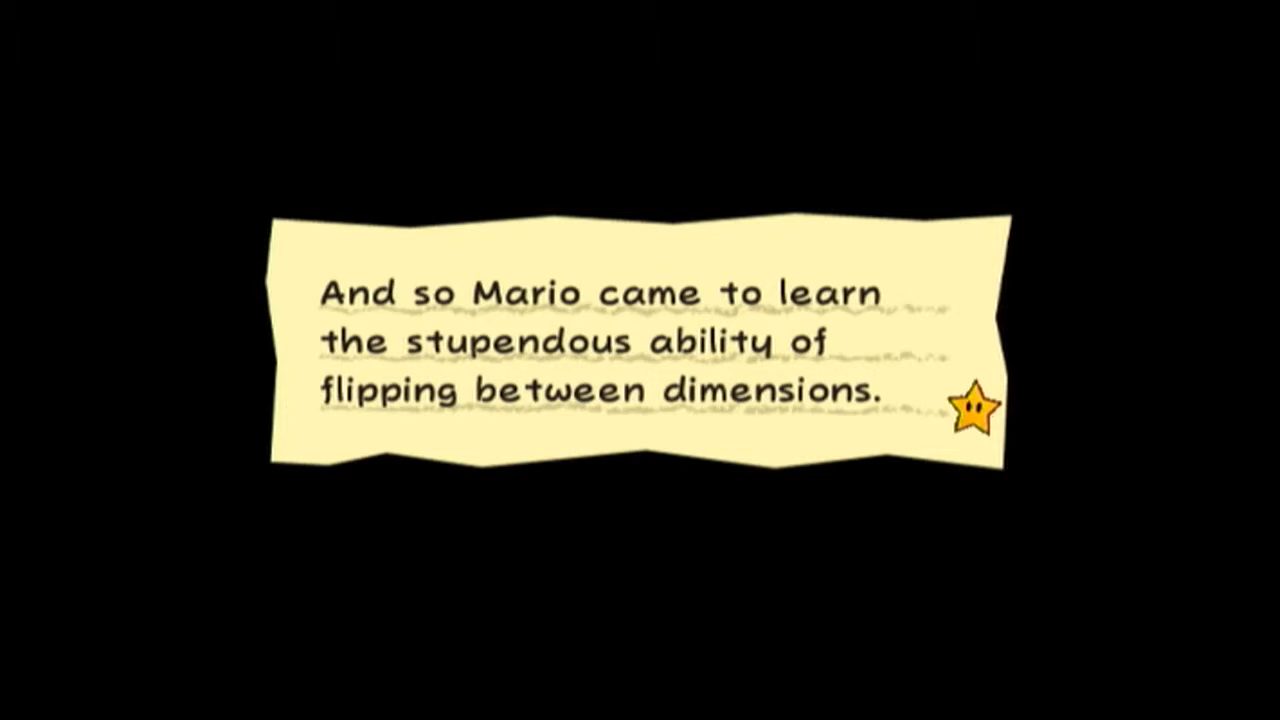 And so Mario came to learn
the stupendous ability of
flipping between dimensions.